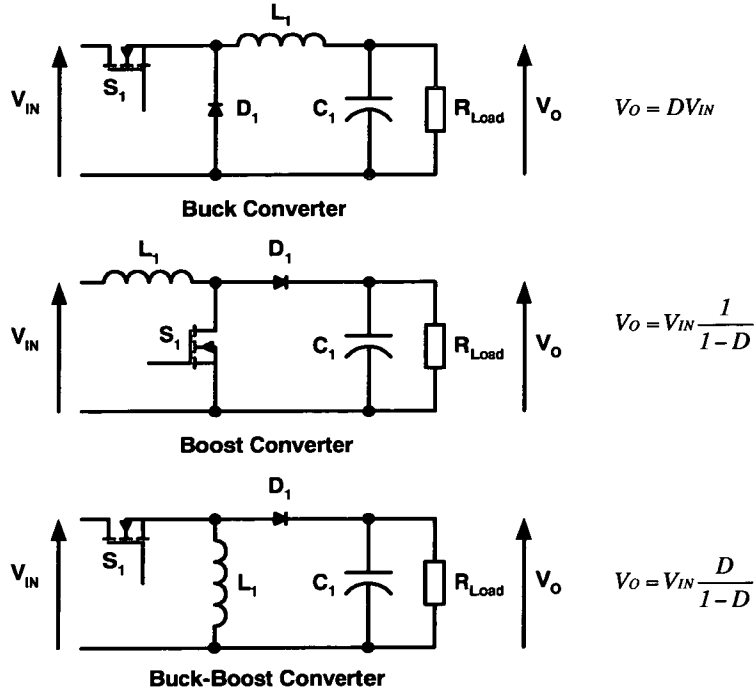 L1
S1
VIN
D1
C1
RLoad
VO
VO = DVIN
Buck Converter
L1
D1
VIN
S1
C1
RLoad
VO
VO = VIN 1/1-D
Boost Converter
D1
S1
VIN
L1
C1
RLoad
VO
VO = VIN D/1-D
Buck-Boost Converter